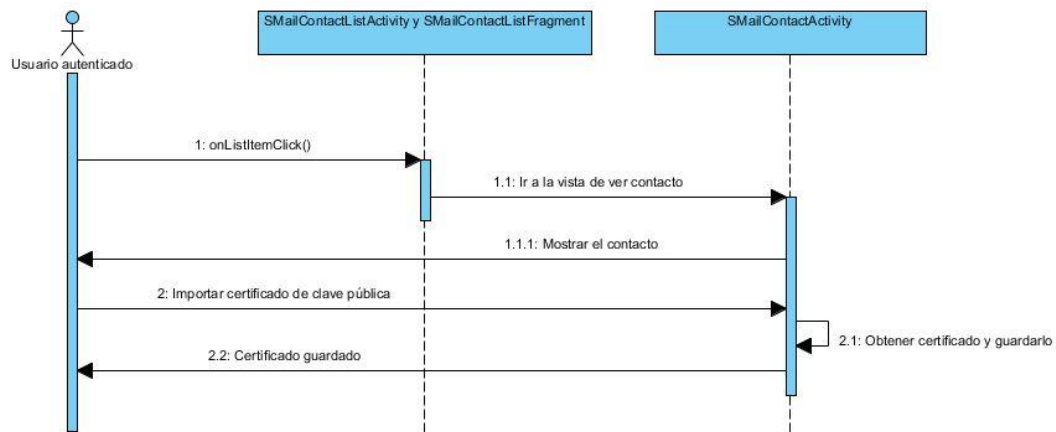 SMailContactListActivity y SMailContactListFragment
SMailContactActivity
Usuario autenticado
1: onListItemClick()
1.1: Ir a la vista de ver contacto
1.1.1: Mostrar el contacto
2: Importar certificado de clave pública
2.1: Obtener certificado y guardarlo
2.2: Certificado guardado